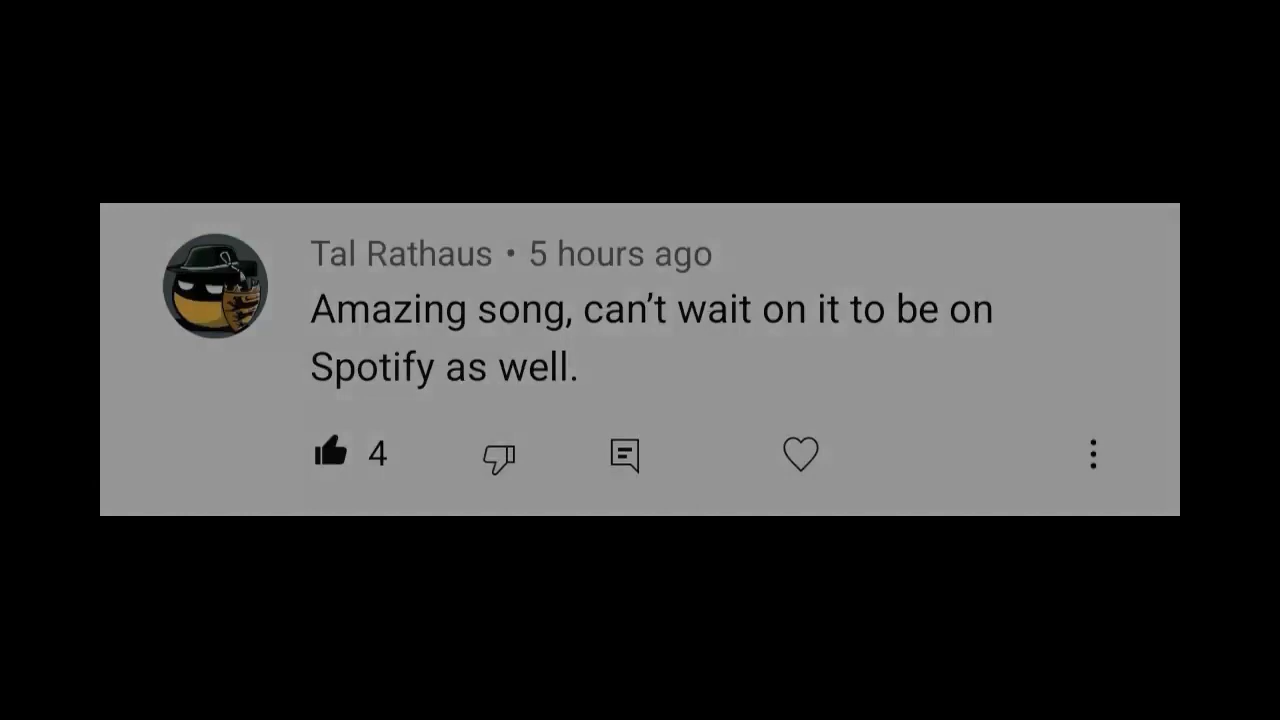 Tal Rathaus • 5 hours ago
Amazing song, can’t wait on it to be on
Spotify as well.
4